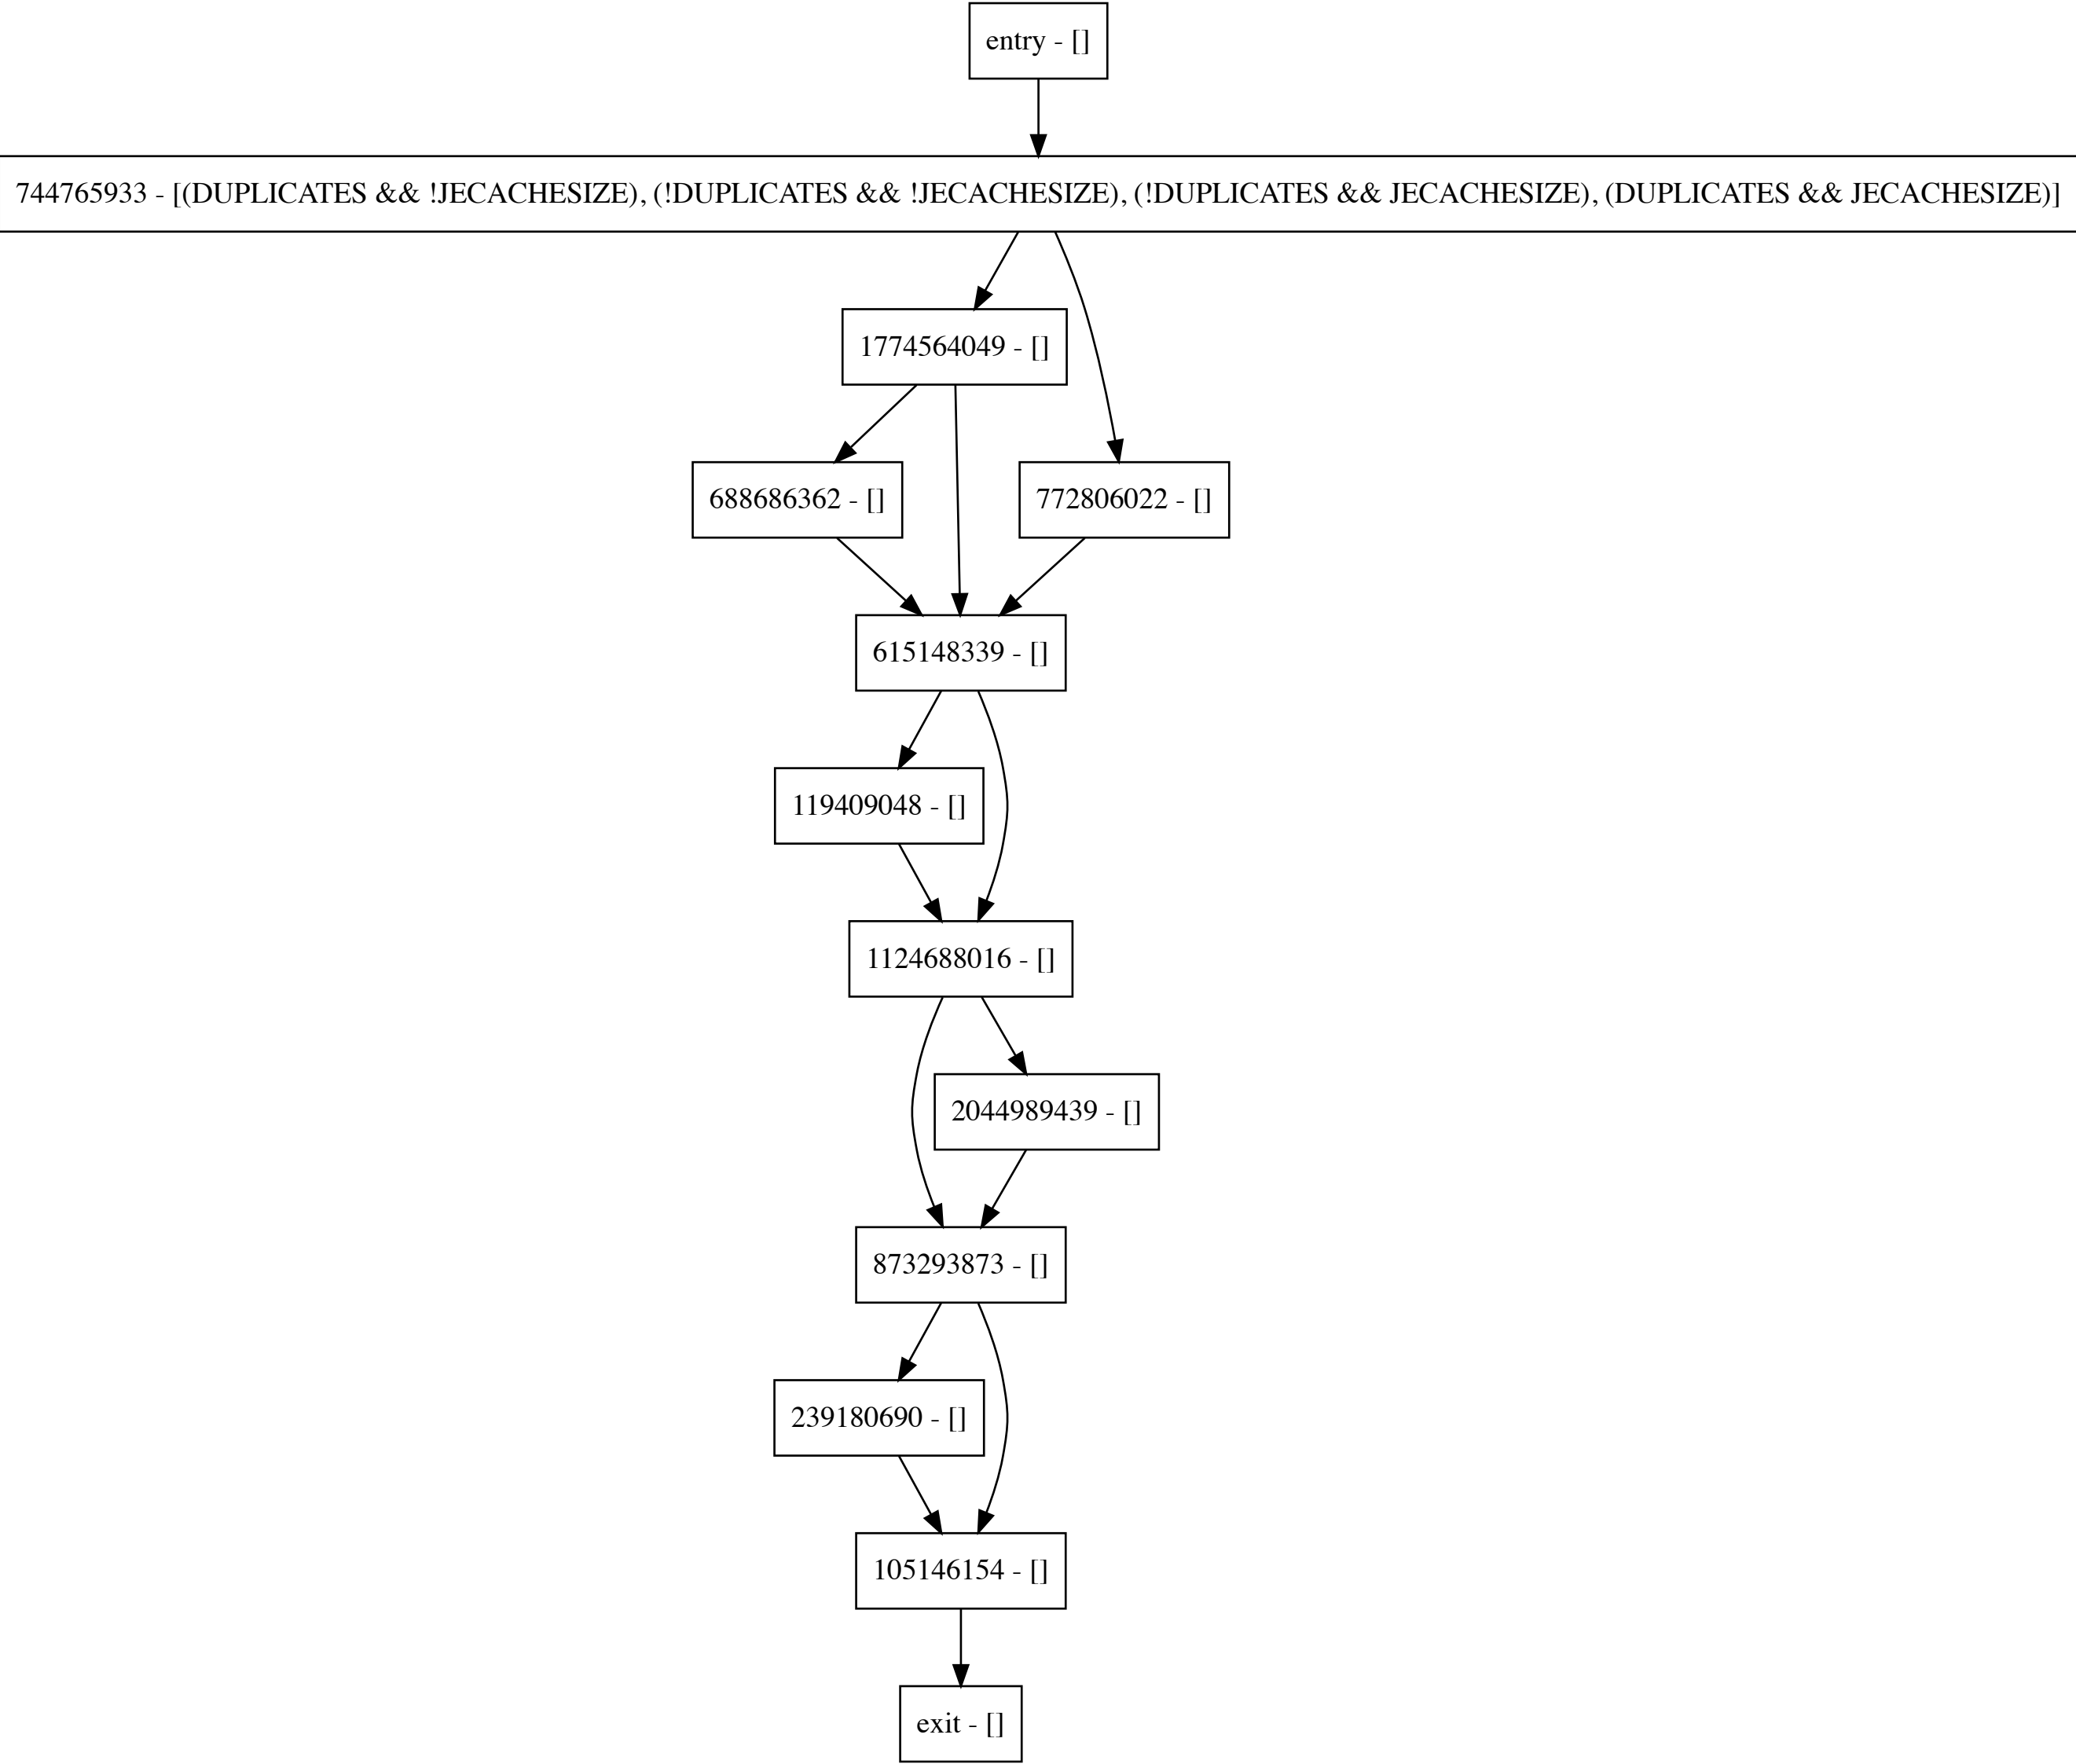 entry - []
744765933 - [(DUPLICATES && !JECACHESIZE), (!DUPLICATES && !JECACHESIZE), (!DUPLICATES && JECACHESIZE), (DUPLICATES && JECACHESIZE)]
1774564049 - []
688686362 - []
772806022 - []
615148339 - []
119409048 - []
1124688016 - []
2044989439 - []
873293873 - []
239180690 - []
105146154 - []
exit - []